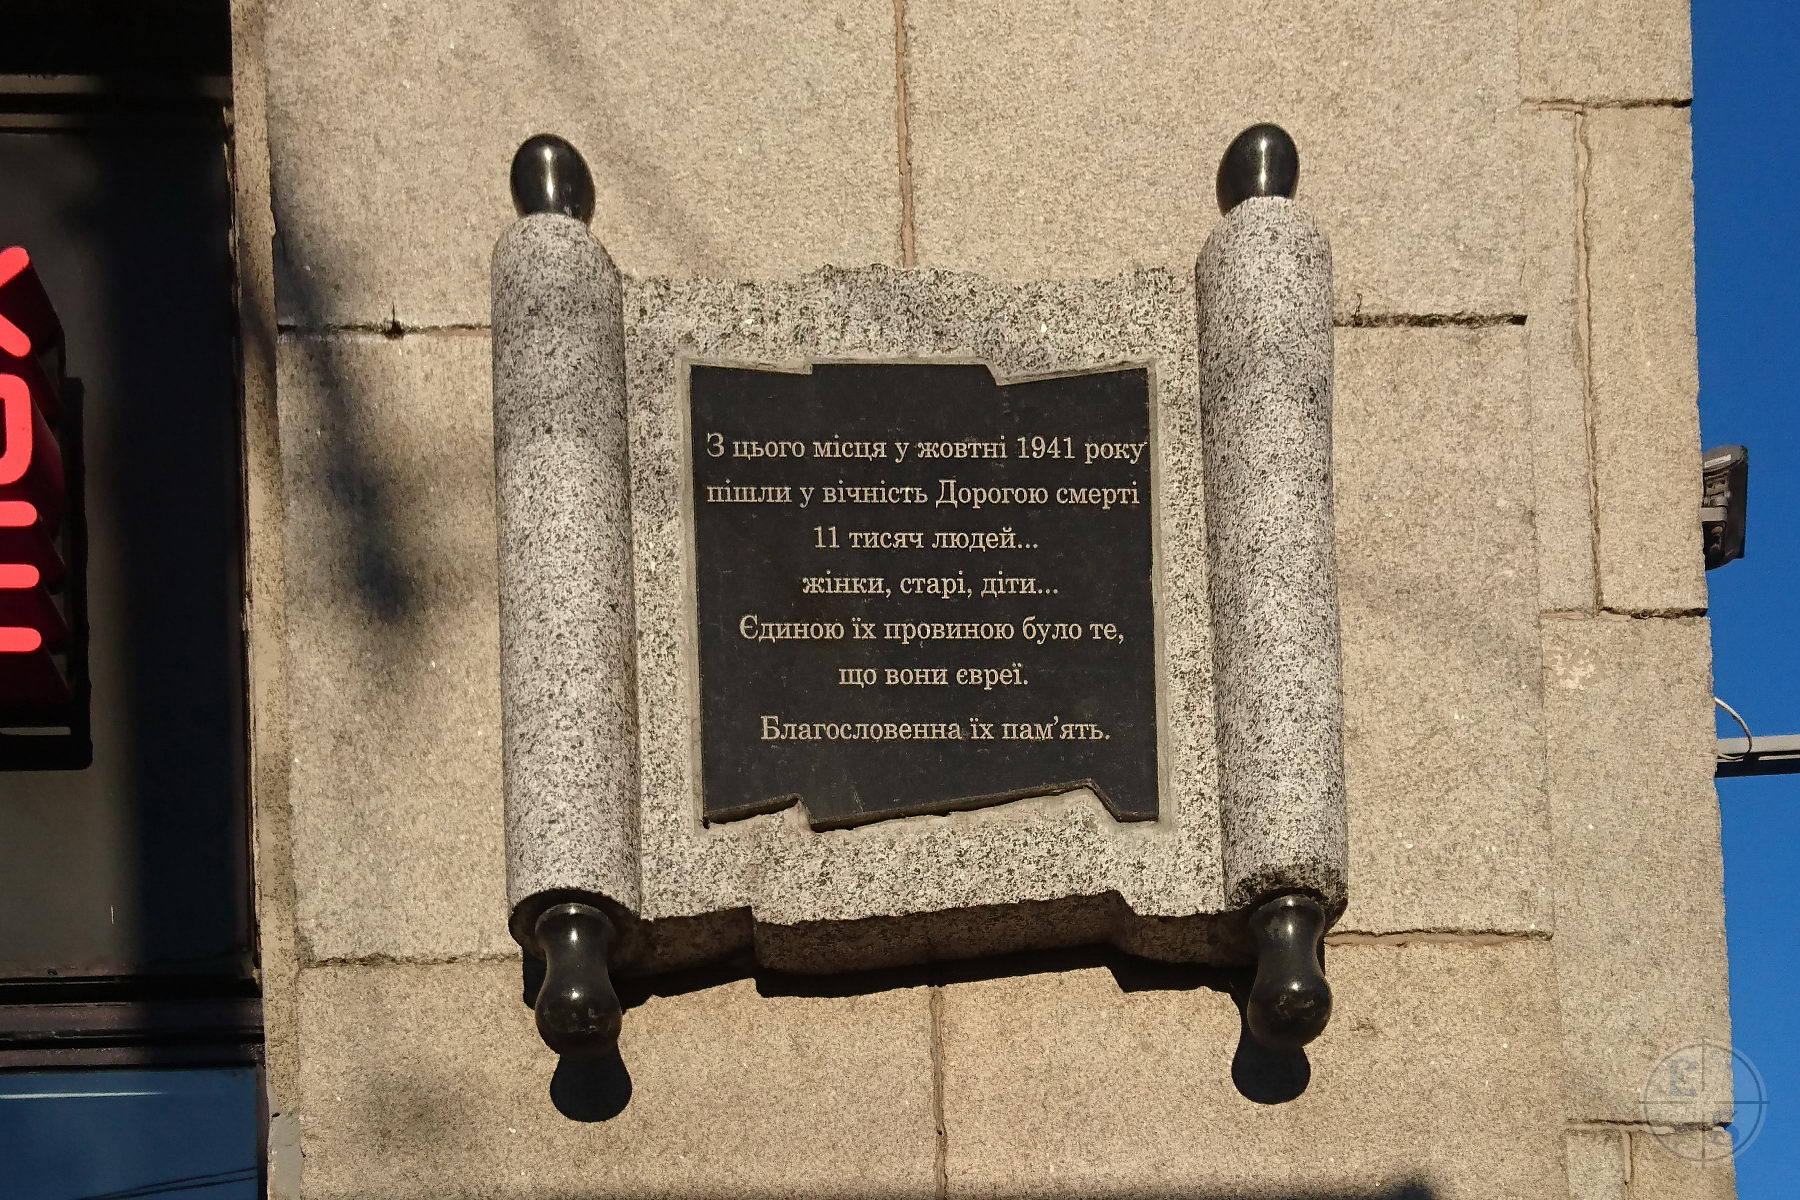 З цього місця у жовтні 1941 року
пішли у вічність Дорогою смерті
11 тисяч людей...
жінки, старі, діти...
Єдиною їх провиною було те,
що вони євреї.
Благословенна їх пам'ять.